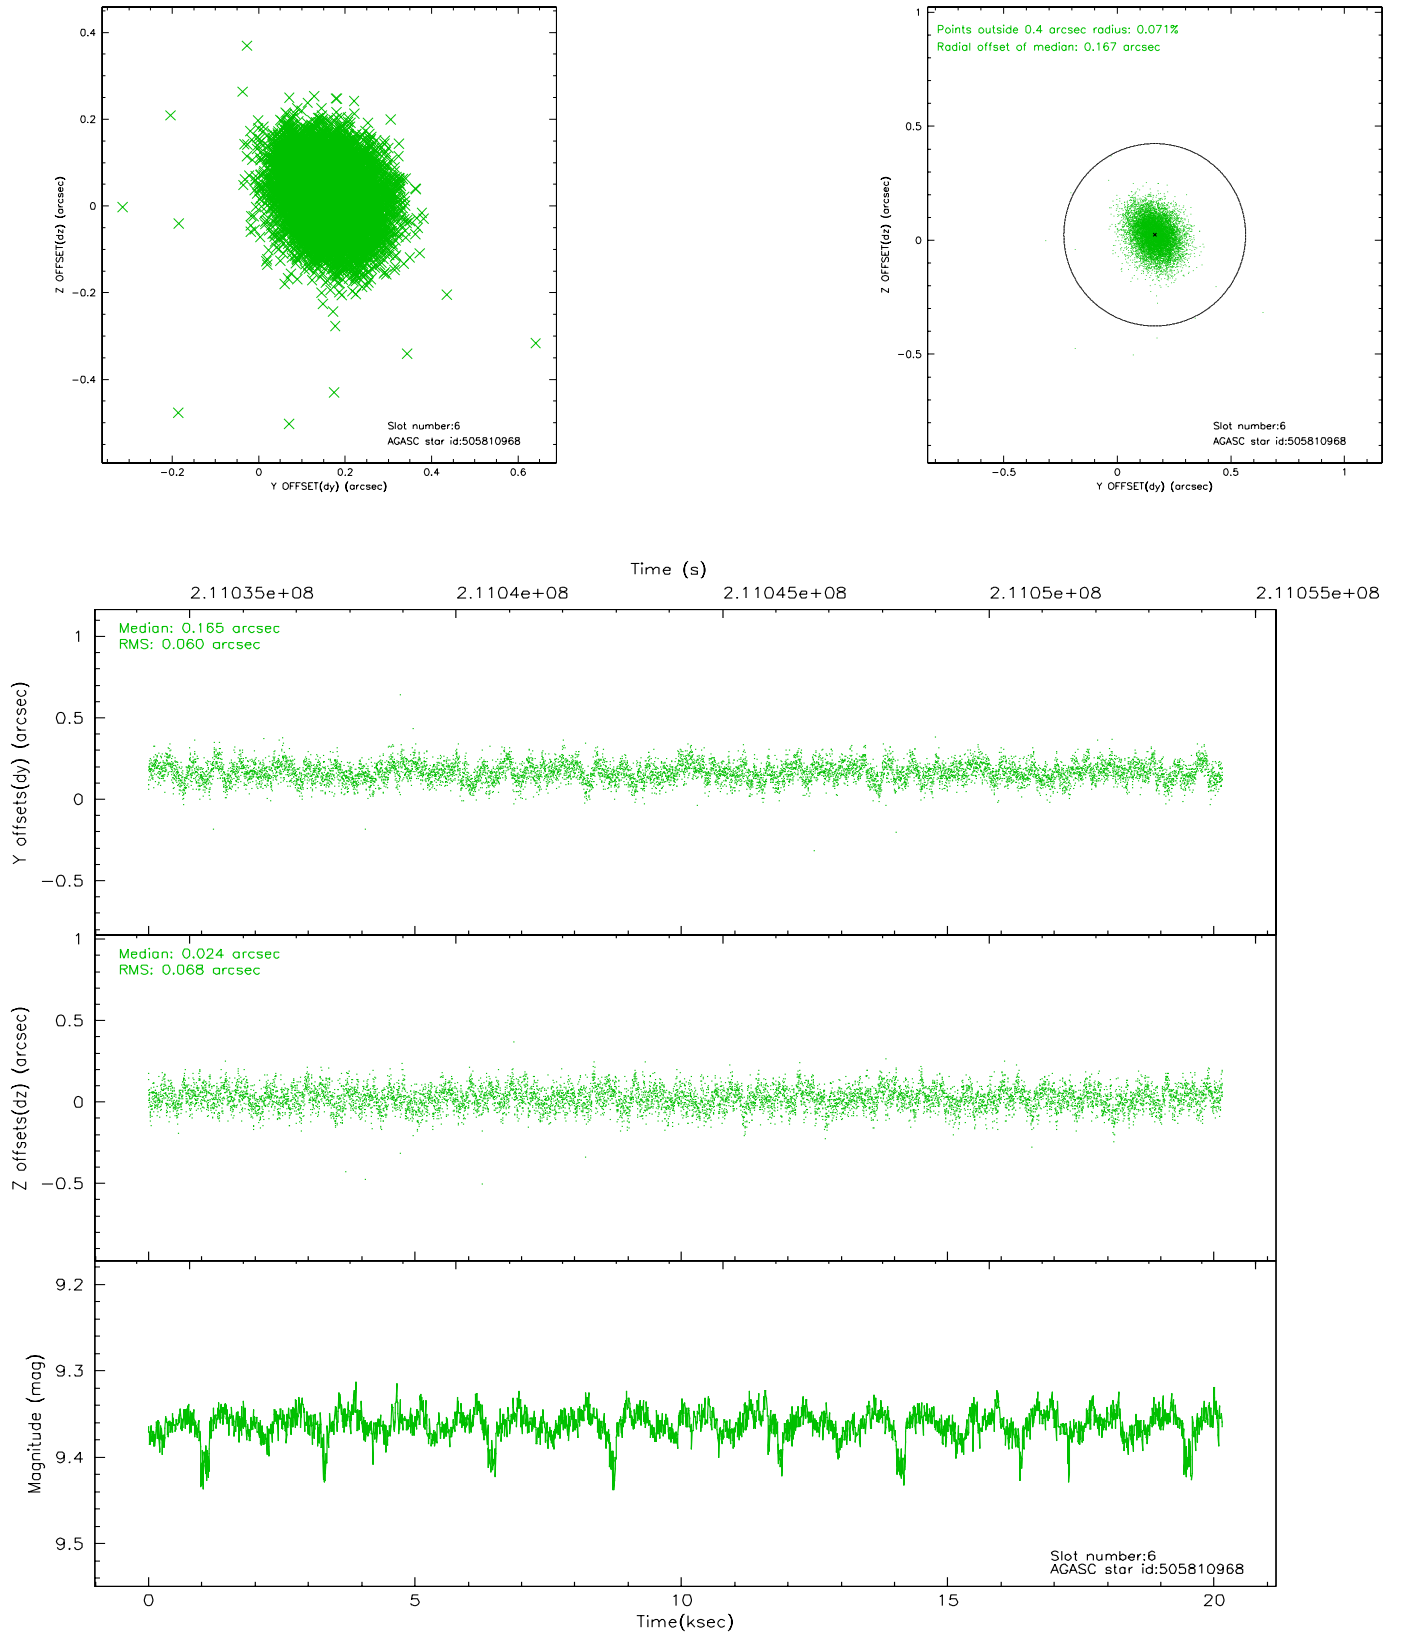 0.4
0.2
0
−0.2
−0.4
Z OFFSET(dz) (arcsec)
Slot number:6
AGASC star id:505810968
−0.2
0
0.2
0.4
0.6
Y OFFSET(dy) (arcsec)
1
0.5
0
−0.5
Z OFFSET(dz) (arcsec)
Points outside 0.4 arcsec radius: 0.071%
Radial offset of median: 0.167 arcsec
Slot number:6
AGASC star id:505810968
−0.5
0
0.5
1
Y OFFSET(dy) (arcsec)
Time (s)
2.11035e+08
2.1104e+08
2.11045e+08
2.1105e+08
2.11055e+08
Median: 0.165 arcsec
RMS: 0.060 arcsec
1
0.5
0
−0.5
Y offsets(dy) (arcsec)
Median: 0.024 arcsec
RMS: 0.068 arcsec
1
0.5
0
−0.5
Z offsets(dz) (arcsec)
9.2
9.3
9.4
9.5
Magnitude (mag)
Slot number:6
AGASC star id:505810968
0
5
10
15
20
Time(ksec)